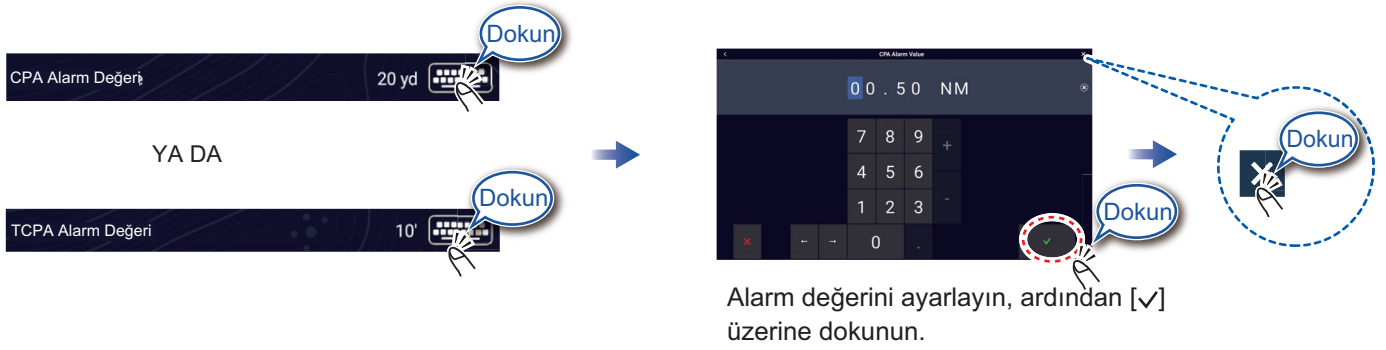 Dokun
CPA Alarm Değeri
20 yd
YA DA
Dokun
TCPA Alarm Değeri
10'
CPA Alarm Value
00.50 NM
7 8 9 +
4 5 6
1 2 3 -
← → 0 .
Dokun
Dokun
Alarm değerini ayarlayın, ardından [✓]
üzerine dokunun.